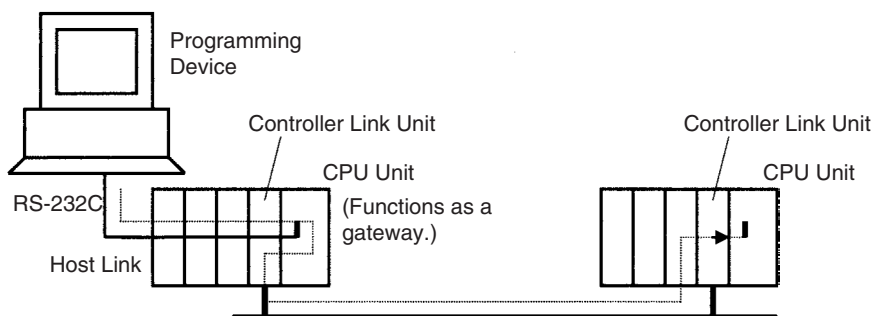 Programming
Device
Controller Link Unit
Controller Link Unit
CPU Unit
CPU Unit
RS-232C
(Functions as a
gateway.)
Host Link